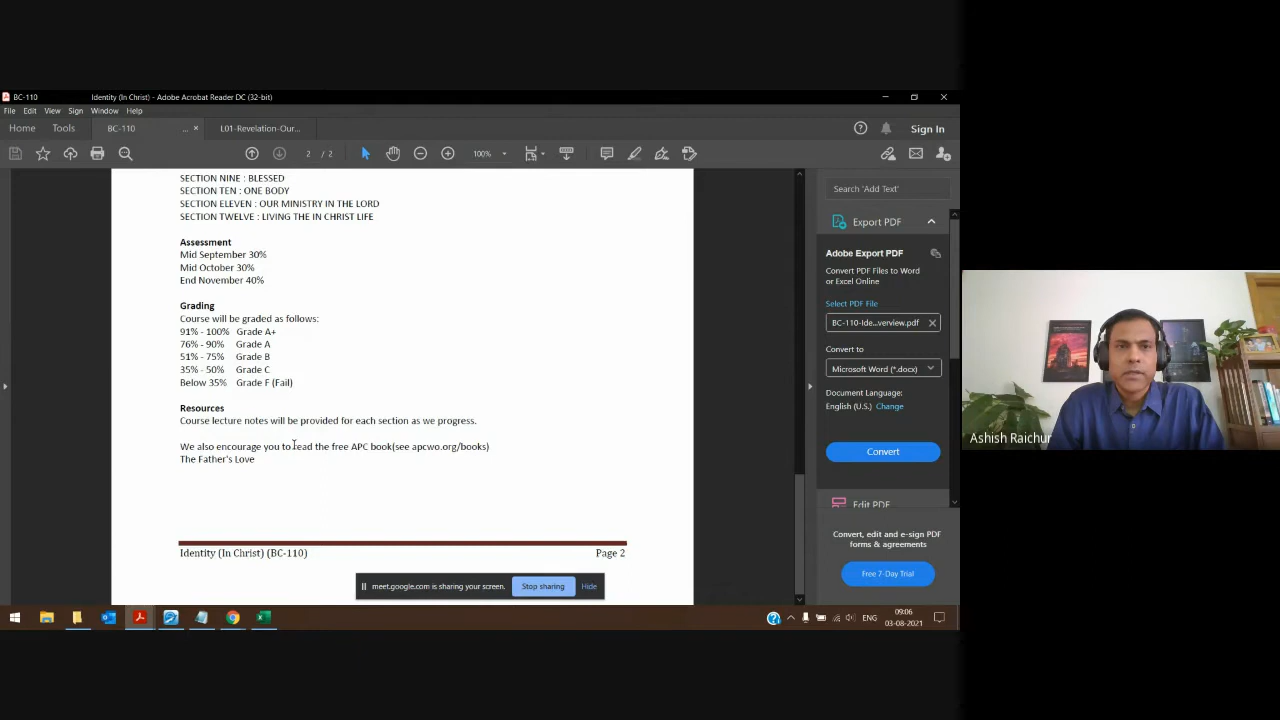 BC-110
Identity (In Christ) - Adobe Acrobat Reader DC (32-bit)
File Edit View Sign Window Help
Home Tools BC-110 ... × L01-Revelation-Our... Sign In
2 / 2 100%
SECTION NINE : BLESSED
SECTION TEN : ONE BODY
SECTION ELEVEN : OUR MINISTRY IN THE LORD
SECTION TWELVE : LIVING THE IN CHRIST LIFE
Assessment
Mid September 30%
Mid October 30%
End November 40%
Grading
Course will be graded as follows:
91% - 100% Grade A+
76% - 90% Grade A
51% - 75% Grade B
35% - 50% Grade C
Below 35% Grade F (Fail)
Resources
Course lecture notes will be provided for each section as we progress.
We also encourage you to read the free APC book(see apcwo.org/books)
The Father's Love
Identity (In Christ) (BC-110) Page 2
Search 'Add Text'
Export PDF
Adobe Export PDF
Convert PDF Files to Word
or Excel Online
Select PDF File
BC-110-Ide...verview.pdf
Convert to
Microsoft Word (*.docx)
Document Language:
English (U.S.) Change
Convert
Edit PDF
Convert, edit and e-sign PDF
forms & agreements
Free 7-Day Trial
meet.google.com is sharing your screen. Stop sharing Hide
ENG
09:06
03-08-2021
Ashish Raichur